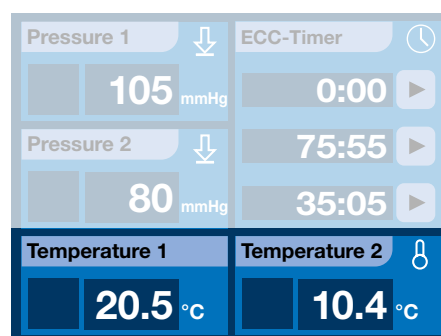 Pressure 1
ECC-Timer
105 mmHg
0:00
Pressure 2
75:55
80 mmHg
35:05
Temperature 1
Temperature 2
20.5 °C
10.4 °C